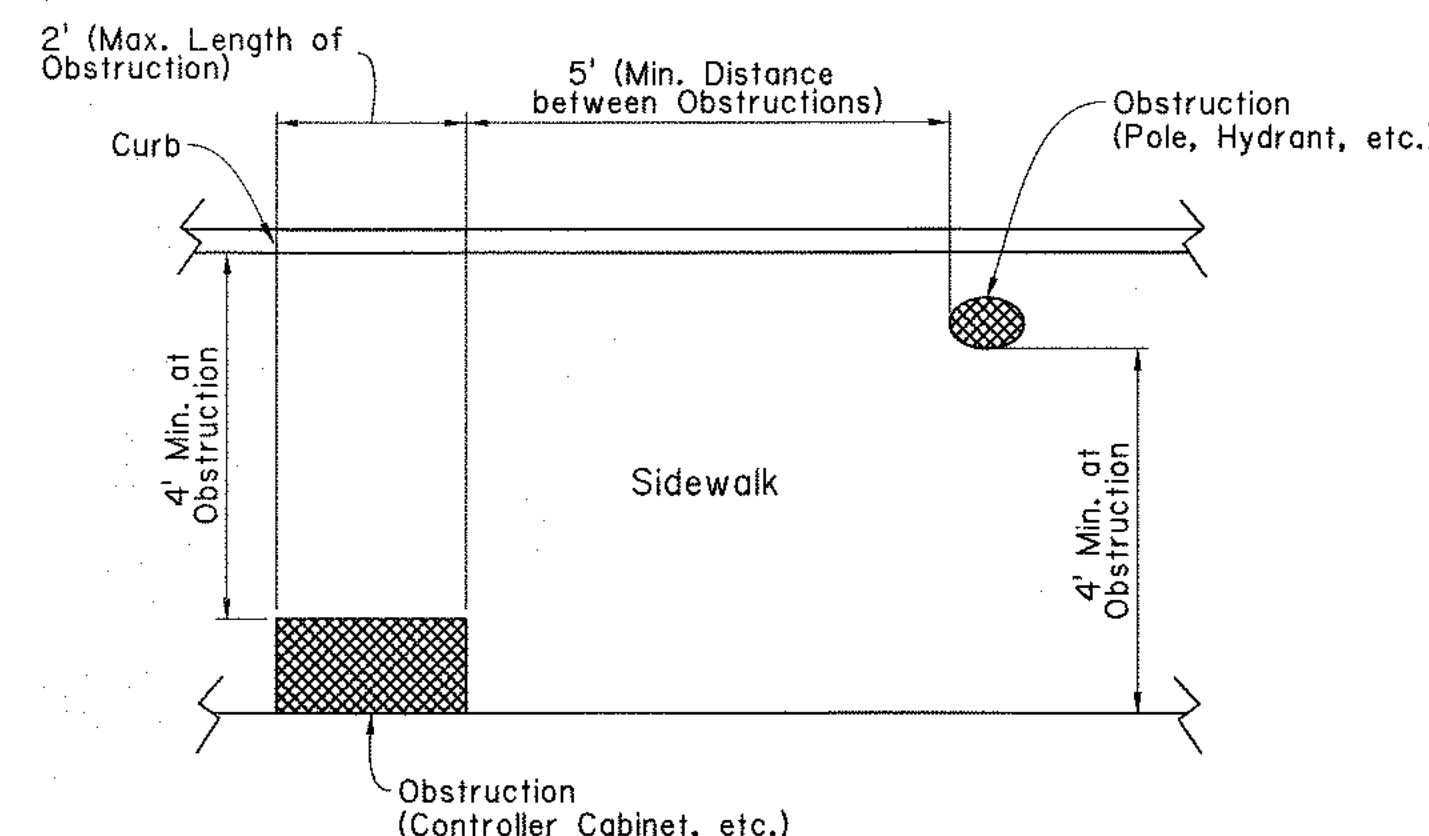 2' (Max. Length of
Obstruction)
5' (Min. Distance
between Obstructions)
Obstruction
(Pole, Hydrant, etc.)
Curb
4' Min. at
Obstruction
Sidewalk
4' Min. at
Obstruction
Obstruction
(Controller Cabinet, etc.)